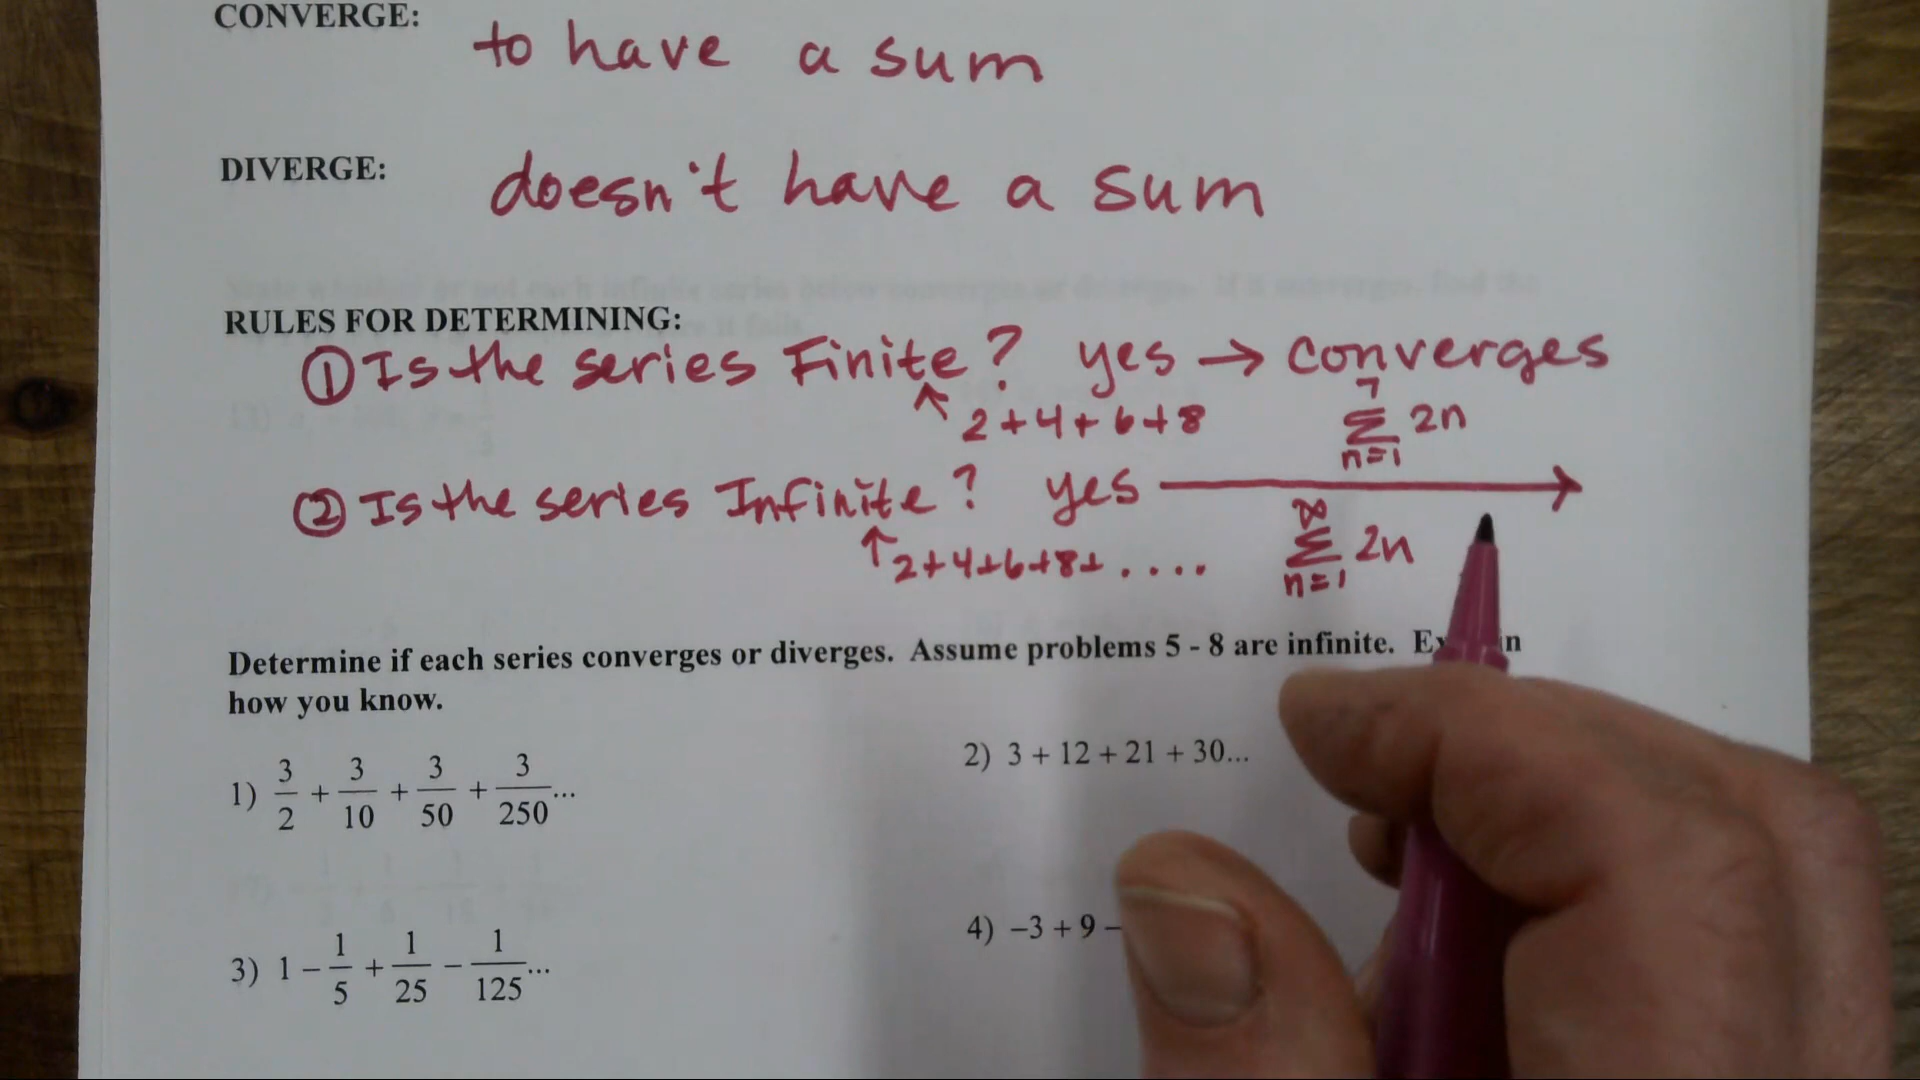 CONVERGE: to have a sum
DIVERGE: doesn't have a sum
RULES FOR DETERMINING:
① Is the series Finite? yes → converges
↑ 2+4+6+8
7
Σ 2n
n=1
② Is the series Infinite? yes →
↑ 2+4+6+8+ ....
∞
Σ 2n
n=1
Determine if each series converges or diverges. Assume problems 5 - 8 are infinite.
how you know.
1) 3/2 + 3/10 + 3/50 + 3/250 ...
2) 3 + 12 + 21 + 30...
3) 1 − 1/5 + 1/25 − 1/125 ...
4) −3 + 9 −